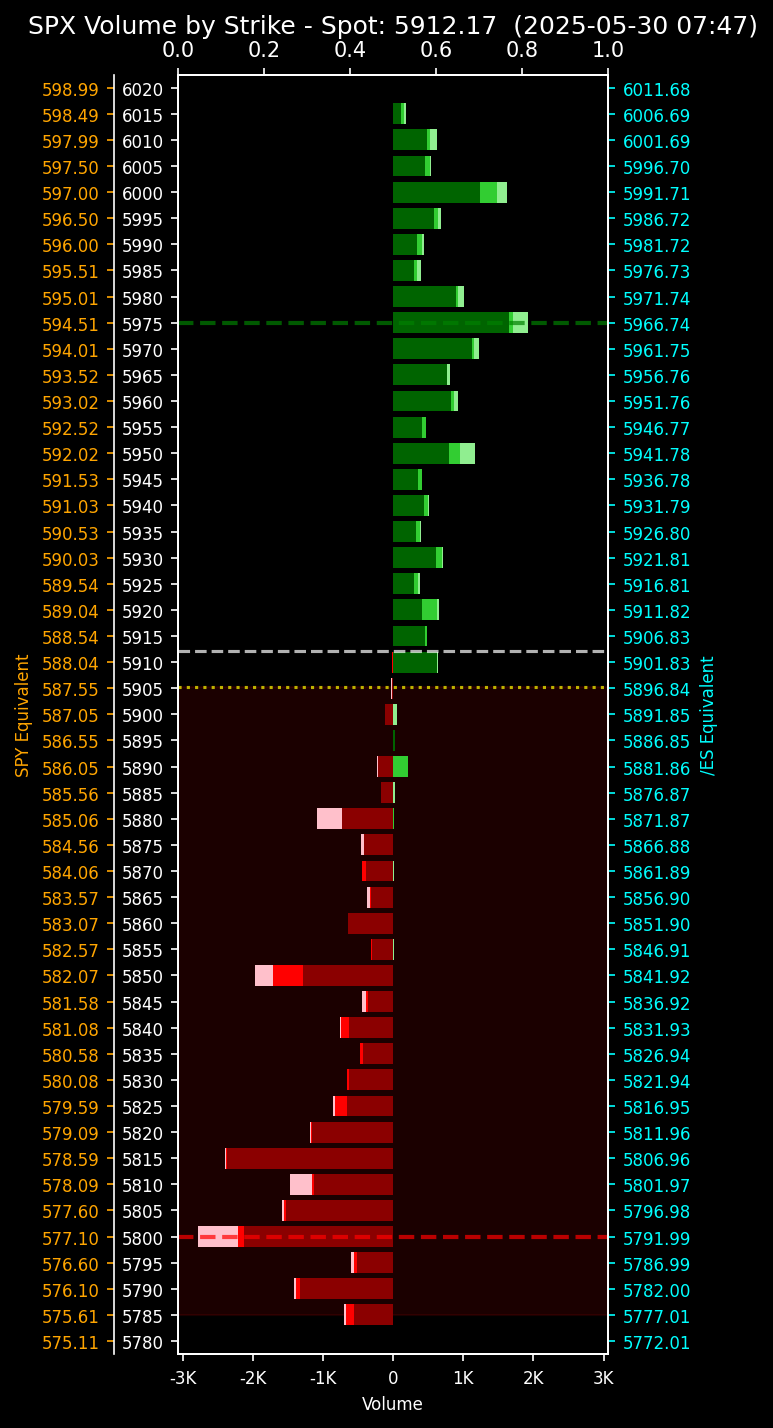 SPX Volume by Strike - Spot: 5912.17 (2025-05-30 07:47)
0.0 0.2 0.4 0.6 0.8 1.0
598.99 6020 6011.68
598.49 6015 6006.69
597.99 6010 6001.69
597.50 6005 5996.70
597.00 6000 5991.71
596.50 5995 5986.72
596.00 5990 5981.72
595.51 5985 5976.73
595.01 5980 5971.74
594.51 5975 5966.74
594.01 5970 5961.75
593.52 5965 5956.76
593.02 5960 5951.76
592.52 5955 5946.77
592.02 5950 5941.78
591.53 5945 5936.78
591.03 5940 5931.79
590.53 5935 5926.80
590.03 5930 5921.81
589.54 5925 5916.81
589.04 5920 5911.82
588.54 5915 5906.83
588.04 5910 5901.83
587.55 5905 5896.84
587.05 5900 5891.85
586.55 5895 5886.85
586.05 5890 5881.86
585.56 5885 5876.87
585.06 5880 5871.87
584.56 5875 5866.88
584.06 5870 5861.89
583.57 5865 5856.90
583.07 5860 5851.90
582.57 5855 5846.91
582.07 5850 5841.92
581.58 5845 5836.92
581.08 5840 5831.93
580.58 5835 5826.94
580.08 5830 5821.94
579.59 5825 5816.95
579.09 5820 5811.96
578.59 5815 5806.96
578.09 5810 5801.97
577.60 5805 5796.98
577.10 5800 5791.99
576.60 5795 5786.99
576.10 5790 5782.00
575.61 5785 5777.01
575.11 5780 5772.01
SPY Equivalent
/ES Equivalent
-3K -2K -1K 0 1K 2K 3K
Volume